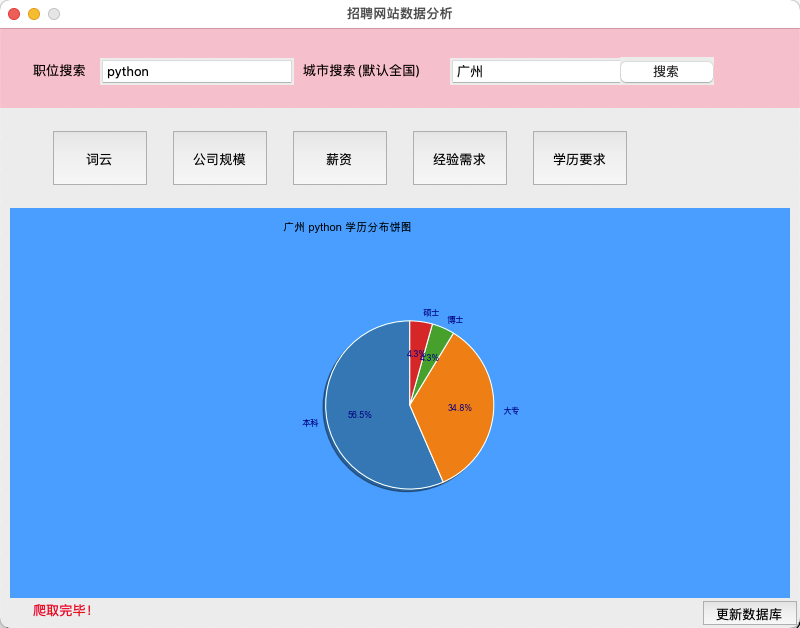 招聘网站数据分析
职位搜索 python 城市搜索(默认全国) 广州 搜索
词云 公司规模 薪资 经验需求 学历要求
广州 python 学历分布饼图
硕士
博士
4.3%
4.3%
34.8%
大专
56.5%
本科
爬取完毕！
更新数据库